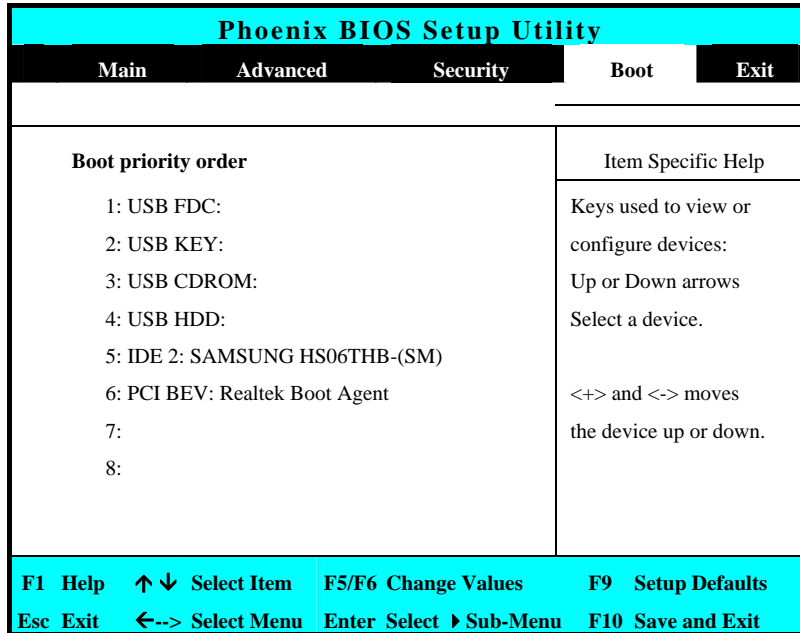 Phoenix BIOS Setup Utility
Main Advanced Security Boot Exit
Boot priority order
1: USB FDC:
2: USB KEY:
3: USB CDROM:
4: USB HDD:
5: IDE 2: SAMSUNG HS06THB-(SM)
6: PCI BEV: Realtek Boot Agent
7:
8:
Item Specific Help
Keys used to view or
configure devices:
Up or Down arrows
Select a device.
<+> and <-> moves
the device up or down.
F1 Help ↑↓ Select Item F5/F6 Change Values F9 Setup Defaults
Esc Exit ←--> Select Menu Enter Select ▶ Sub-Menu F10 Save and Exit